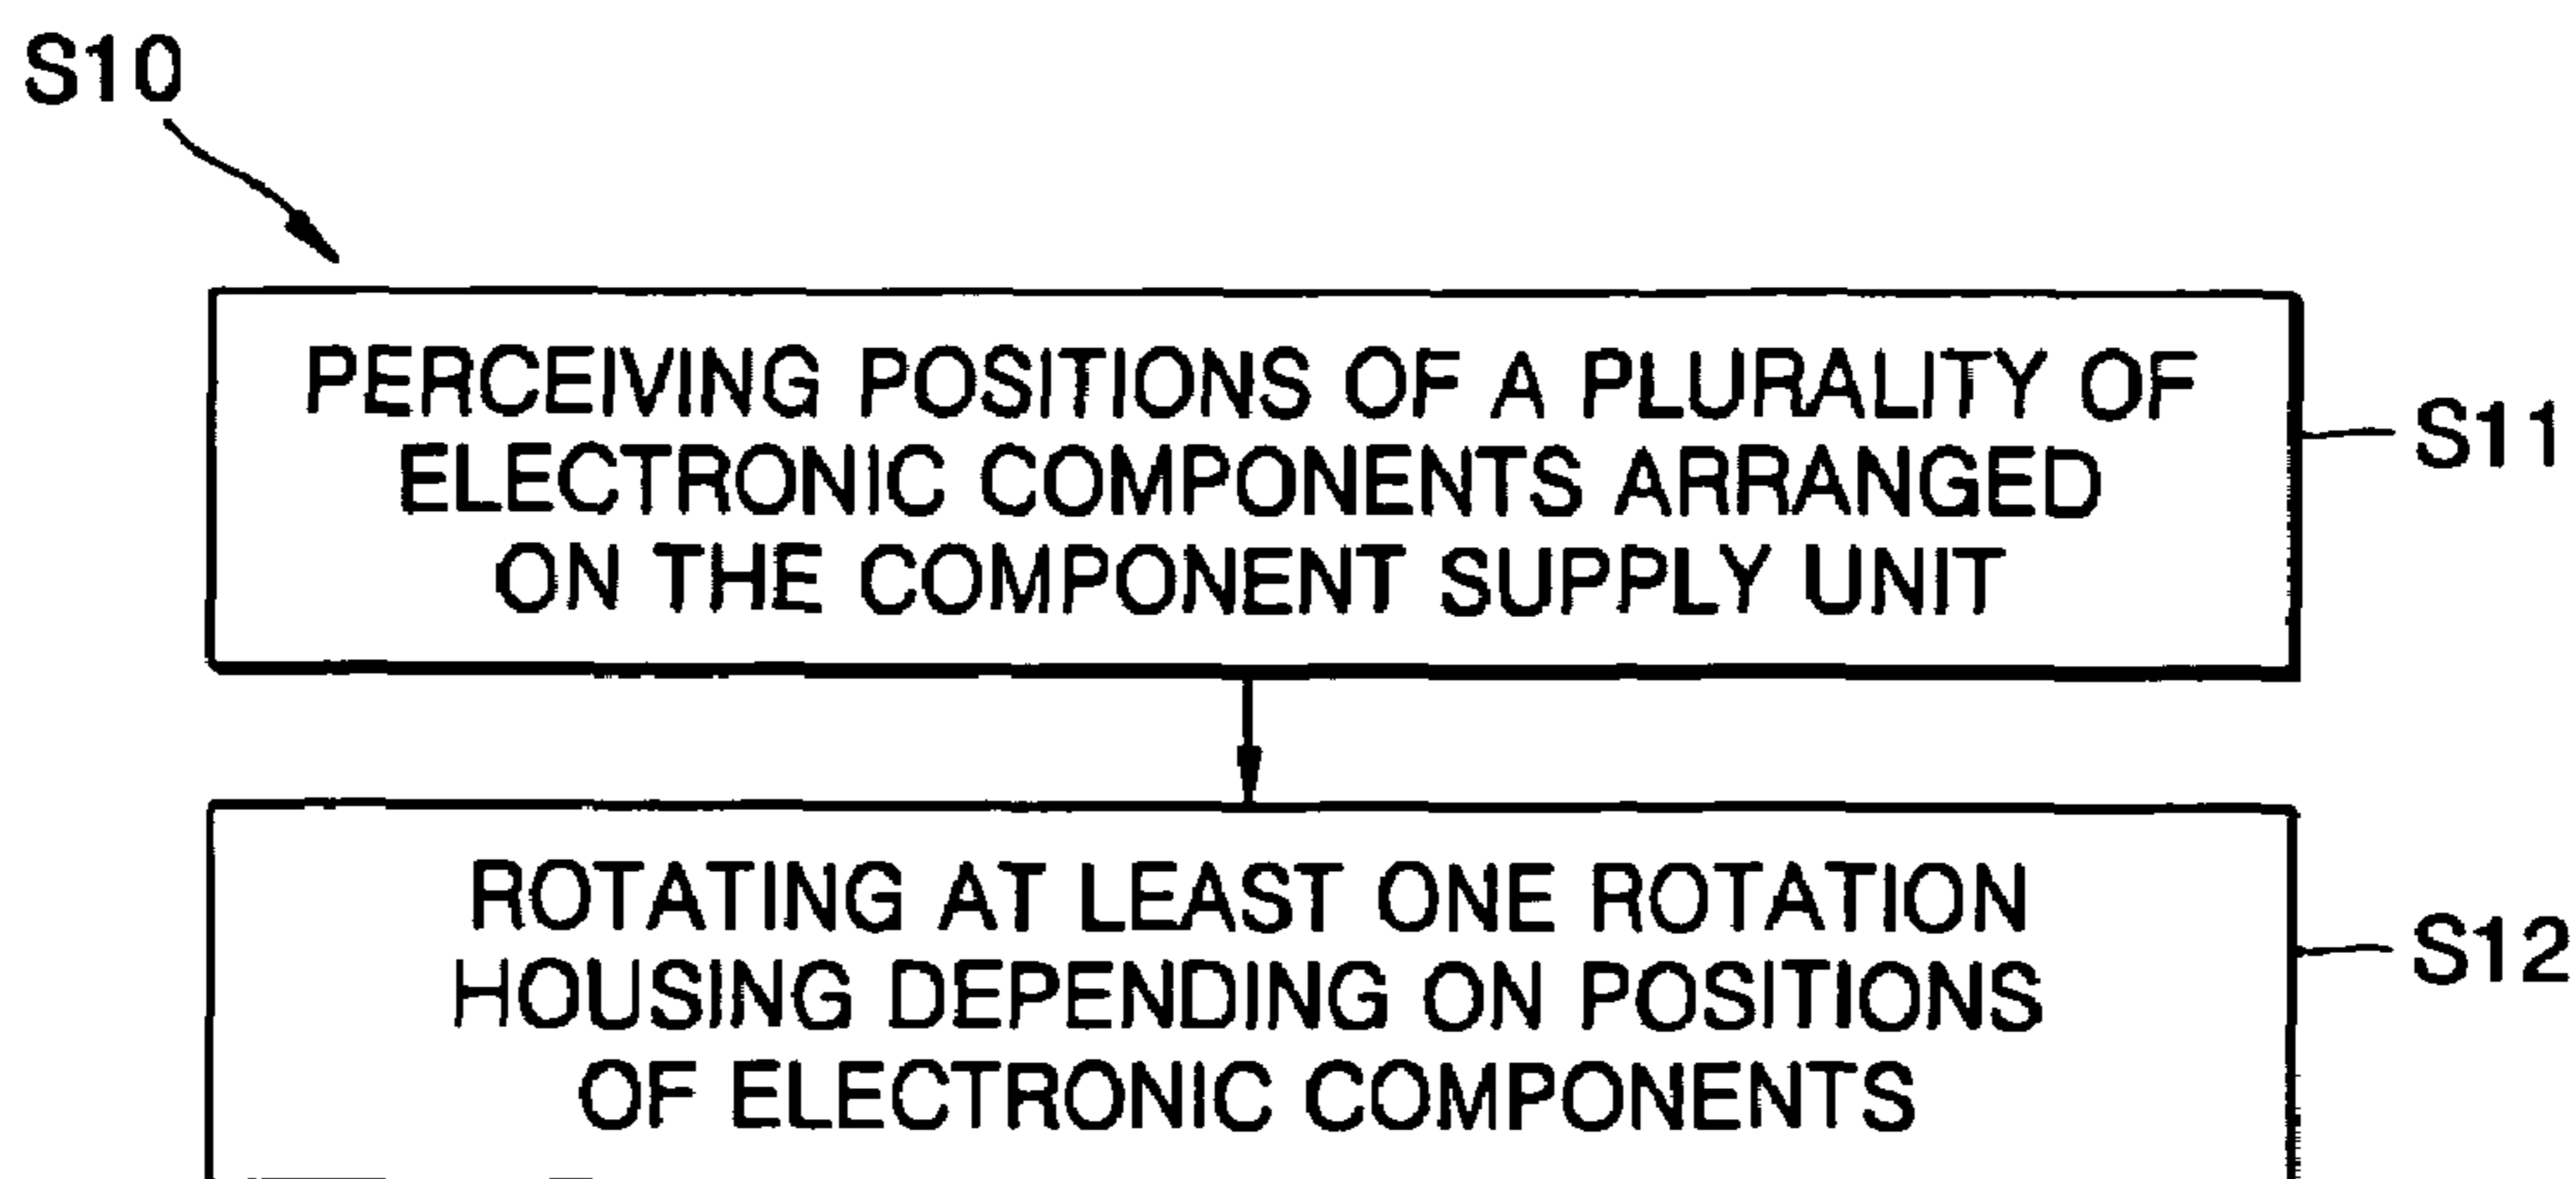 S10
PERCEIVING POSITIONS OF A PLURALITY OF
ELECTRONIC COMPONENTS ARRANGED
ON THE COMPONENT SUPPLY UNIT
S11
ROTATING AT LEAST ONE ROTATION
HOUSING DEPENDING ON POSITIONS
OF ELECTRONIC COMPONENTS
S12